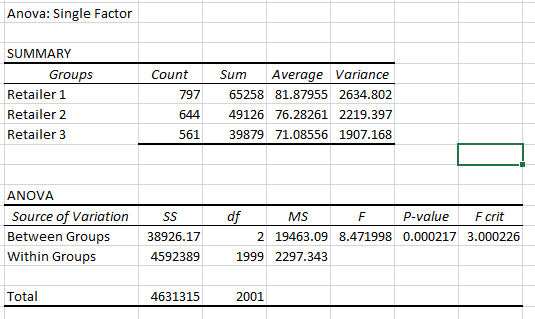 Anova: Single Factor
SUMMARY
Groups Count Sum Average Variance
Retailer 1 797 65258 81.87955 2634.802
Retailer 2 644 49126 76.28261 2219.397
Retailer 3 561 39879 71.08556 1907.168
ANOVA
Source of Variation SS df MS F P-value F crit
Between Groups 38926.17 2 19463.09 8.471998 0.000217 3.000226
Within Groups 4592389 1999 2297.343
Total 4631315 2001